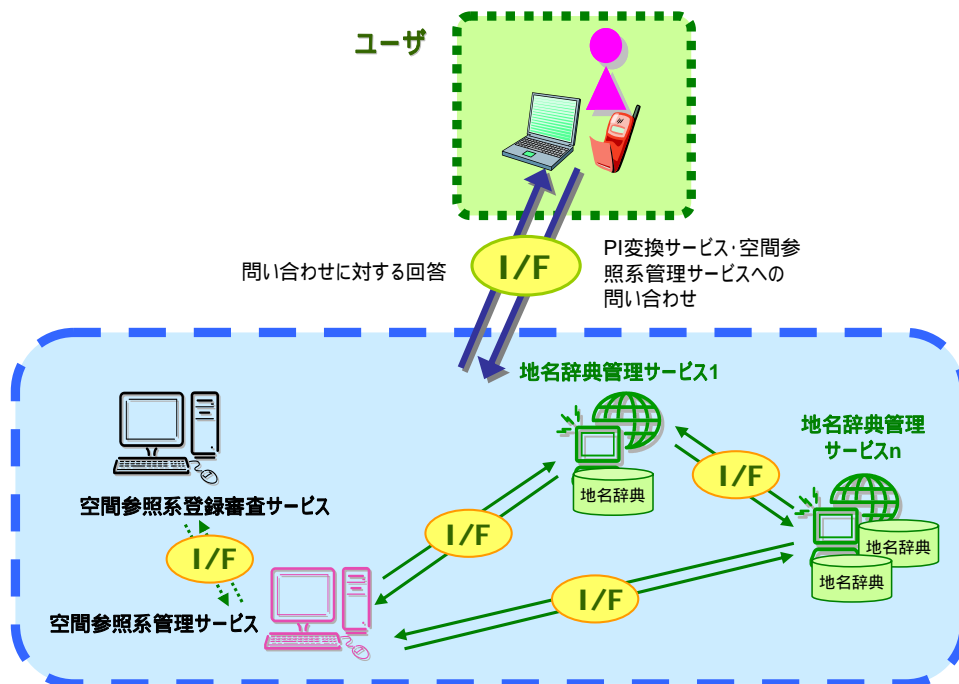 ユーザ
問い合わせに対する回答
I/F
PI変換サービス・空間参
照系管理サービスへの
問い合わせ
地名辞典管理サービス1
地名辞典管理
サービスn
地名辞典
I/F
地名辞典
地名辞典
空間参照系登録審査サービス
I/F
I/F
I/F
空間参照系管理サービス